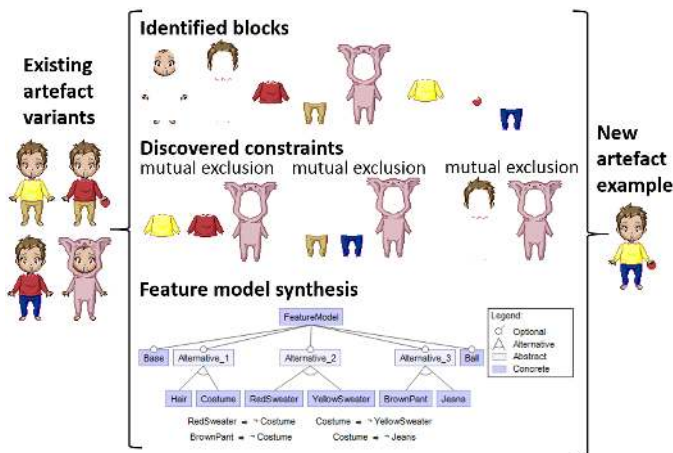 Existing
artefact
variants
Identified blocks
Discovered constraints
mutual exclusion mutual exclusion mutual exclusion
Feature model synthesis
FeatureModel
Base Alternative_1 Alternative_2 Alternative_3 Ball
Hair Costume RedSweater YellowSweater BrownPant Jeans
RedSweater ⇒ ¬ Costume Costume ⇒ ¬ YellowSweater
BrownPant ⇒ ¬ Costume Costume ⇒ ¬ Jeans
Legend:
Optional
Alternative
Abstract
Concrete
New
artefact
example